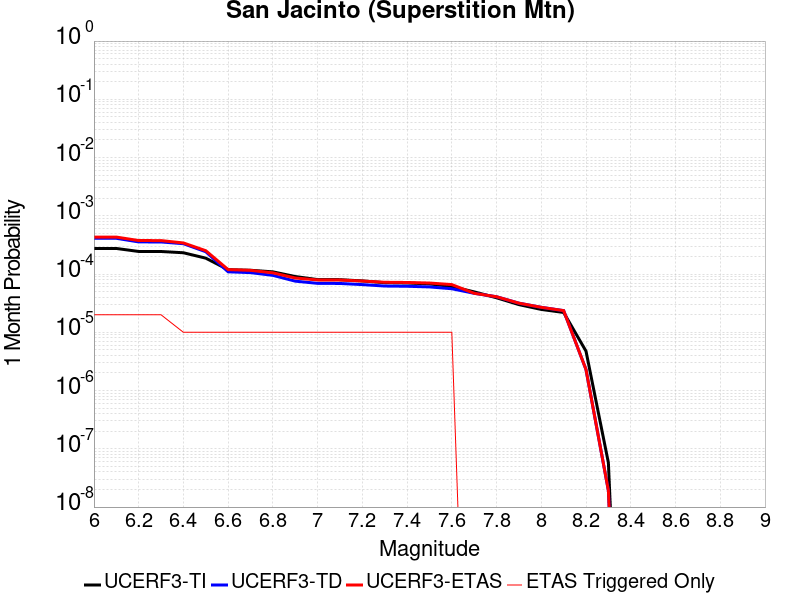 San Jacinto (Superstition Mtn)
1 Month Probability
10^0
10^-1
10^-2
10^-3
10^-4
10^-5
10^-6
10^-7
10^-8
6 6.2 6.4 6.6 6.8 7 7.2 7.4 7.6 7.8 8 8.2 8.4 8.6 8.8 9
Magnitude
UCERF3-TI UCERF3-TD UCERF3-ETAS ETAS Triggered Only